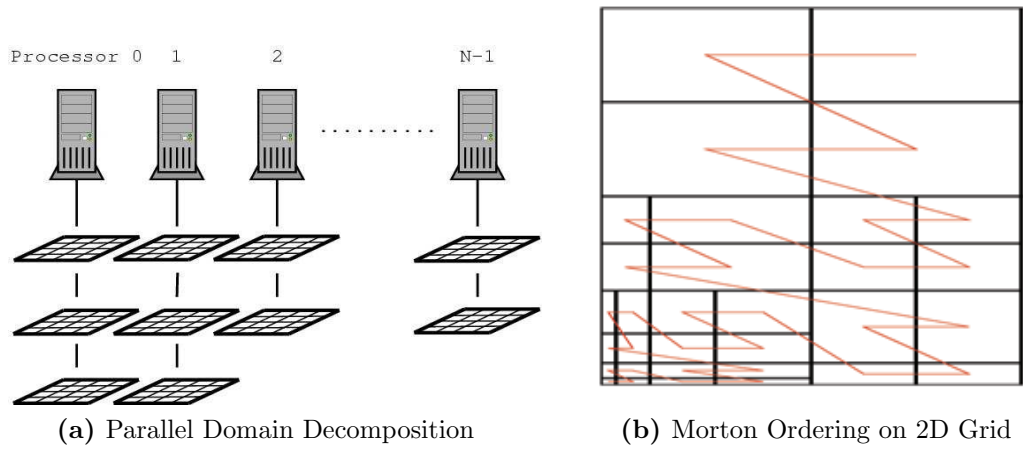 Processor 0 1 2 N-1
(a) Parallel Domain Decomposition
(b) Morton Ordering on 2D Grid